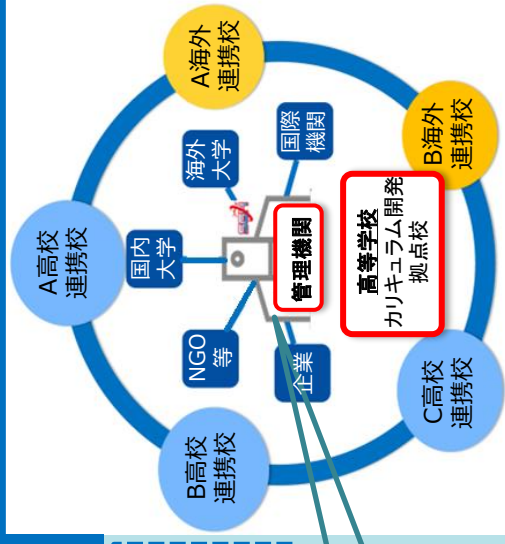 A高校
連携校
A海外
連携校
B高校
連携校
国内
大学
海外
大学
NGO
等
国際
機関
管理機関
企業
高等学校
カリキュラム開発
拠点校
B海外
連携校
C高校
連携校